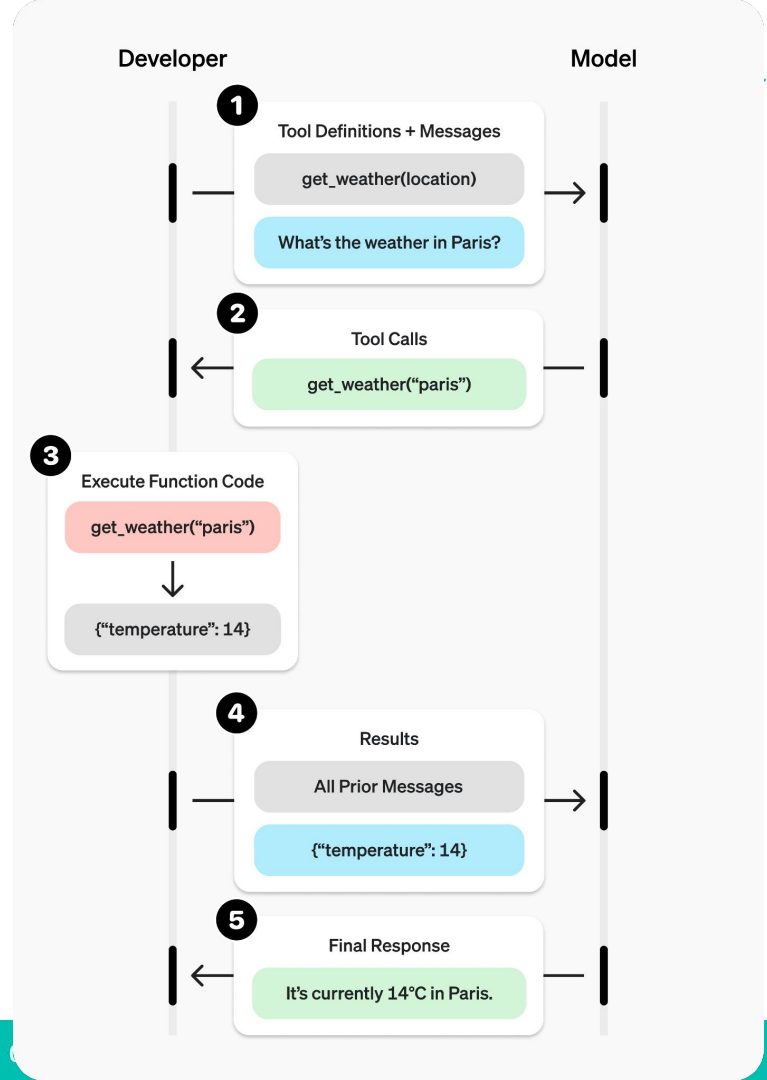 Developer
Model
1
Tool Definitions + Messages
get_weather(location)
What’s the weather in Paris?
2
Tool Calls
get_weather(“paris”)
3
Execute Function Code
get_weather(“paris”)
{“temperature”: 14}
4
Results
All Prior Messages
{“temperature”: 14}
5
Final Response
It’s currently 14°C in Paris.